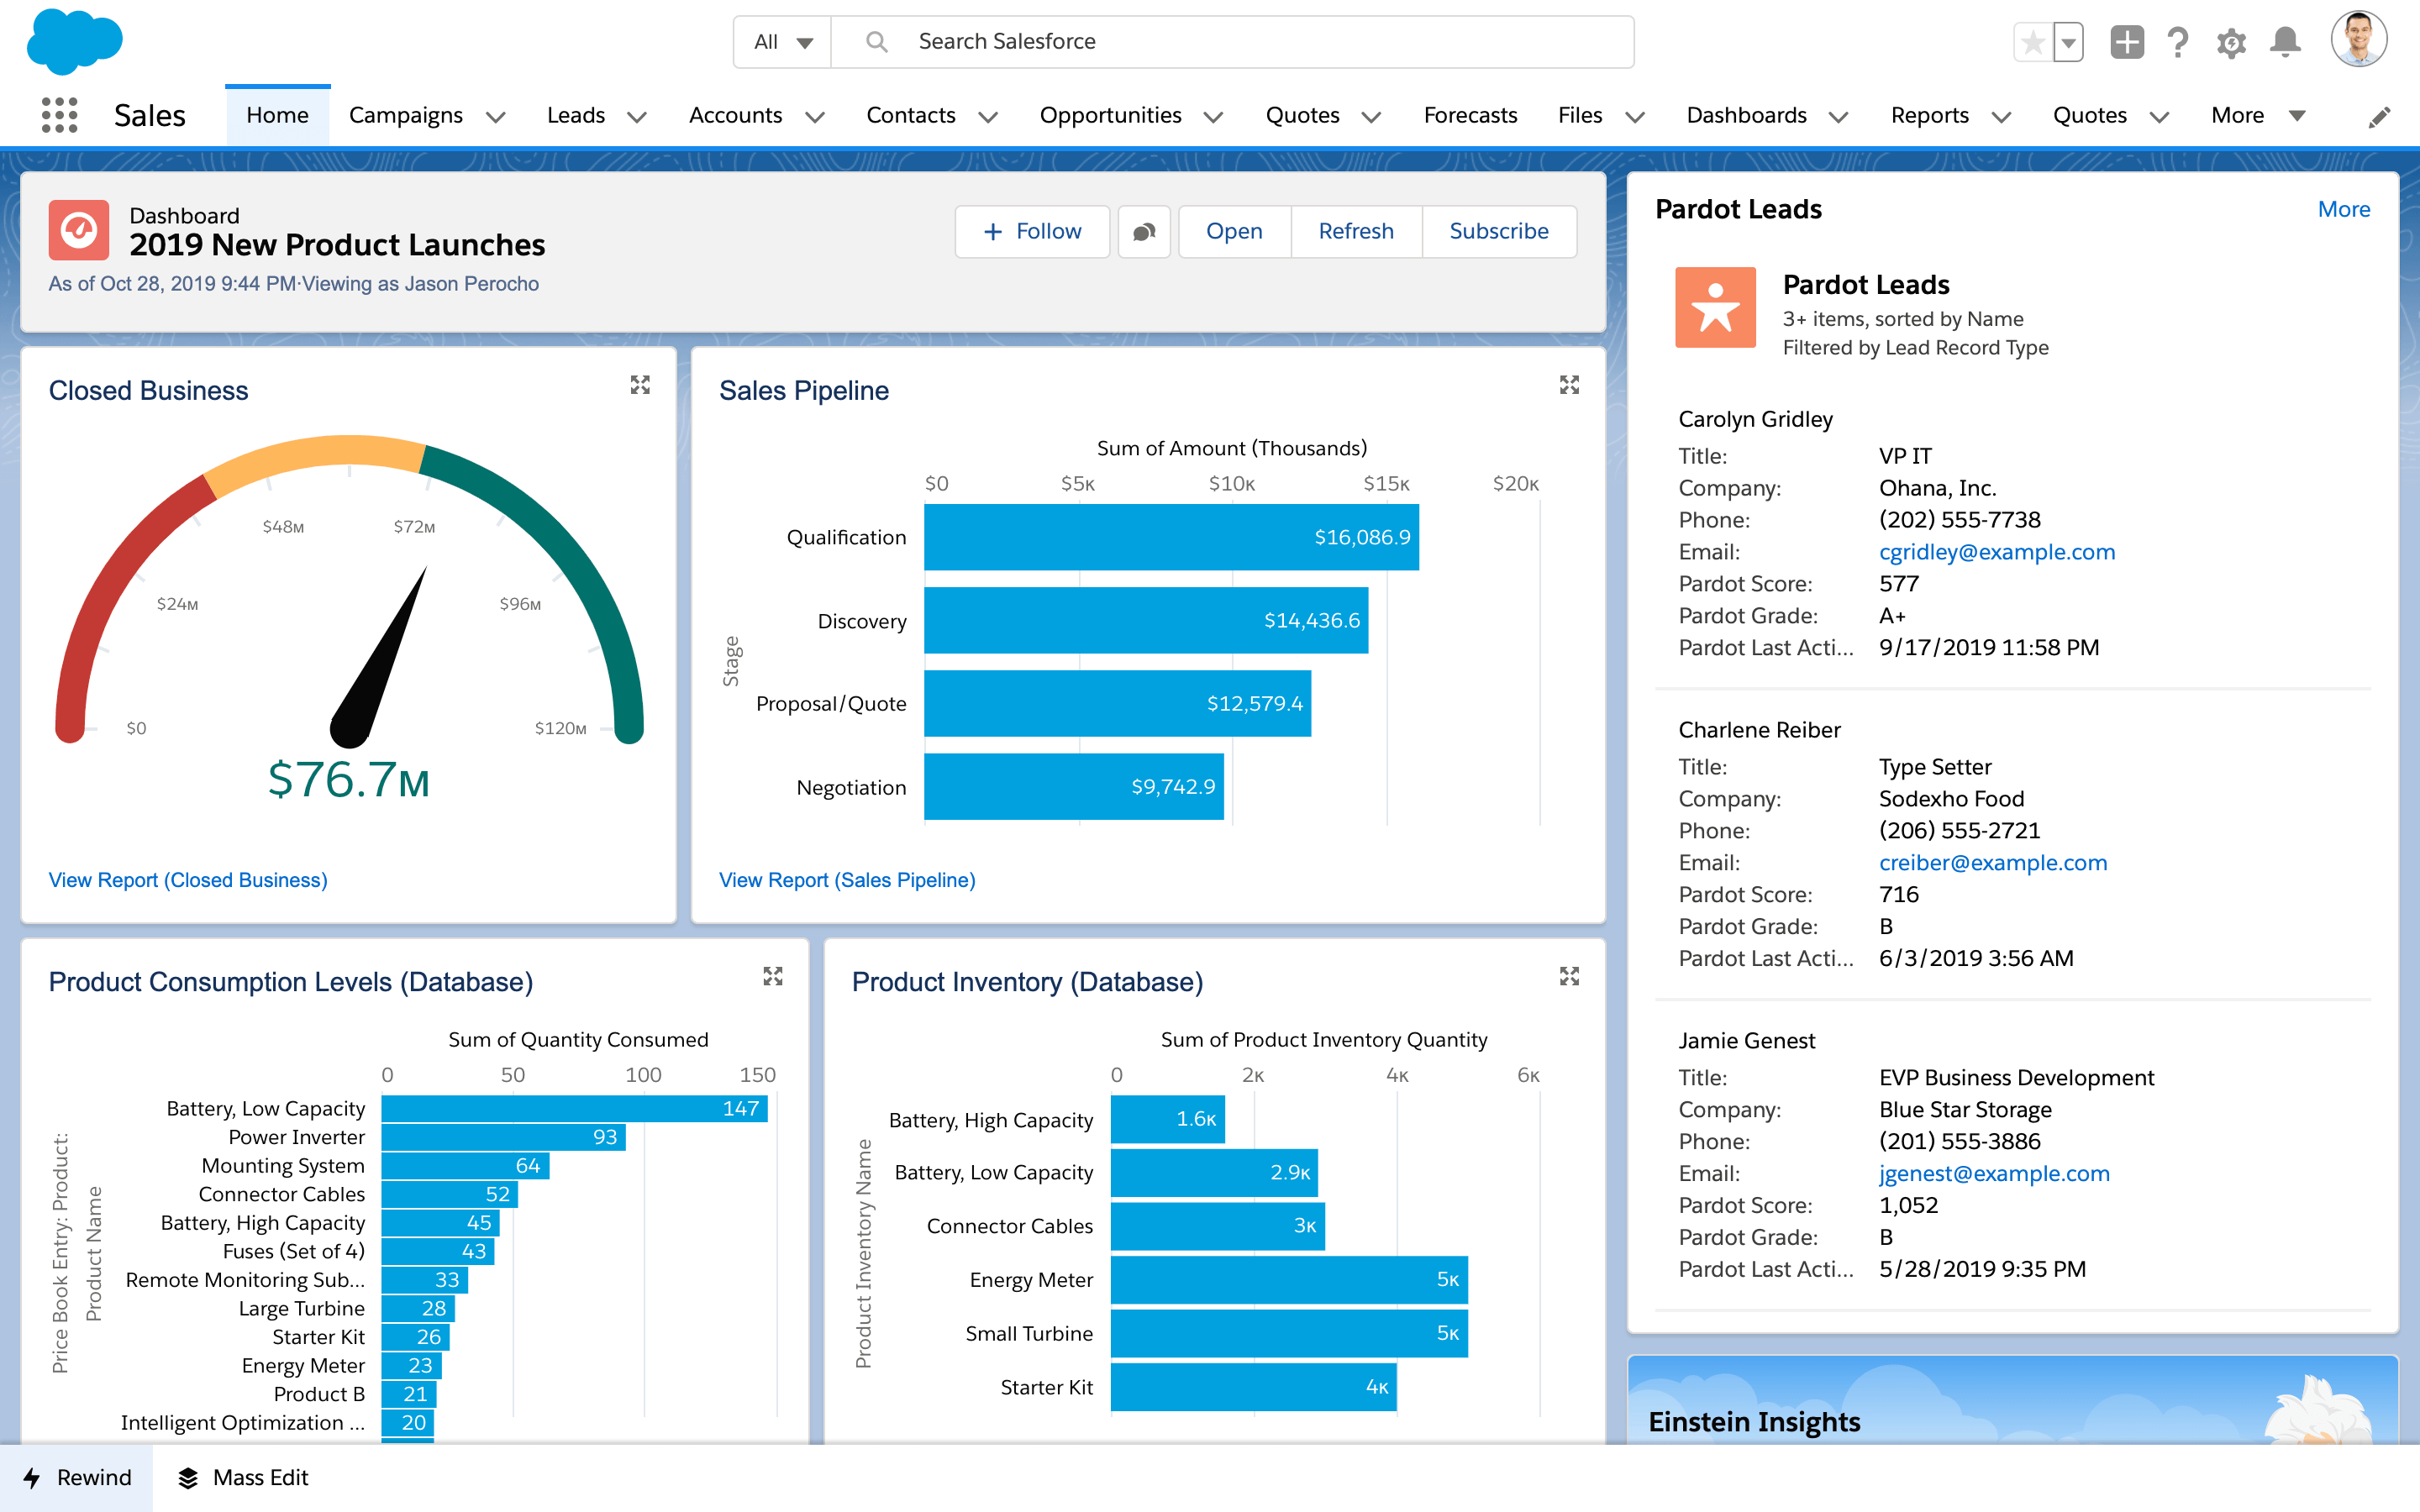 All
Search Salesforce
Sales
Home
Campaigns
Leads
Accounts
Contacts
Opportunities
Quotes
Forecasts
Files
Dashboards
Reports
Quotes
More
Dashboard
2019 New Product Launches
As of Oct 28, 2019 9:44 PM·Viewing as Jason Perocho
+ Follow
Open
Refresh
Subscribe
Closed Business
$0
$24M
$48M
$72M
$96M
$120M
$76.7M
View Report (Closed Business)
Sales Pipeline
Sum of Amount (Thousands)
$0 $5K $10K $15K $20K
Stage
Qualification $16,086.9
Discovery $14,436.6
Proposal/Quote $12,579.4
Negotiation $9,742.9
View Report (Sales Pipeline)
Product Consumption Levels (Database)
Sum of Quantity Consumed
0 50 100 150
Price Book Entry: Product:
Product Name
Battery, Low Capacity 147
Power Inverter 93
Mounting System 64
Connector Cables 52
Battery, High Capacity 45
Fuses (Set of 4) 43
Remote Monitoring Sub... 33
Large Turbine 28
Starter Kit 26
Energy Meter 23
Product B 21
Intelligent Optimization ... 20
Product Inventory (Database)
Sum of Product Inventory Quantity
0 2K 4K 6K
Product Inventory Name
Battery, High Capacity 1.6K
Battery, Low Capacity 2.9K
Connector Cables 3K
Energy Meter 5K
Small Turbine 5K
Starter Kit 4K
Pardot Leads
More
Pardot Leads
3+ items, sorted by Name
Filtered by Lead Record Type
Carolyn Gridley
Title: VP IT
Company: Ohana, Inc.
Phone: (202) 555-7738
Email: cgridley@example.com
Pardot Score: 577
Pardot Grade: A+
Pardot Last Acti... 9/17/2019 11:58 PM
Charlene Reiber
Title: Type Setter
Company: Sodexho Food
Phone: (206) 555-2721
Email: creiber@example.com
Pardot Score: 716
Pardot Grade: B
Pardot Last Acti... 6/3/2019 3:56 AM
Jamie Genest
Title: EVP Business Development
Company: Blue Star Storage
Phone: (201) 555-3886
Email: jgenest@example.com
Pardot Score: 1,052
Pardot Grade: B
Pardot Last Acti... 5/28/2019 9:35 PM
Einstein Insights
Rewind
Mass Edit